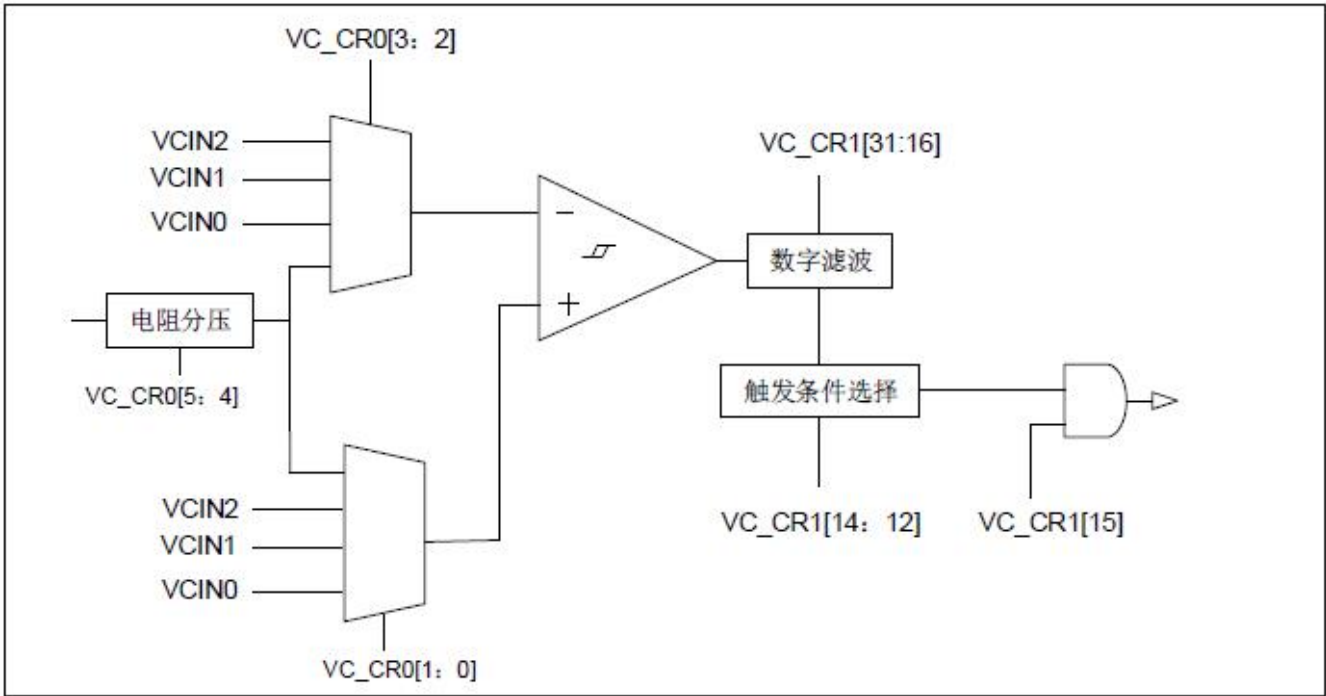 VC_CR0[3：2]
VCIN2
VCIN1
VCIN0
电阻分压
VC_CR0[5：4]
VCIN2
VCIN1
VCIN0
VC_CR0[1：0]
−
+
VC_CR1[31:16]
数字滤波
触发条件选择
VC_CR1[14：12]
VC_CR1[15]